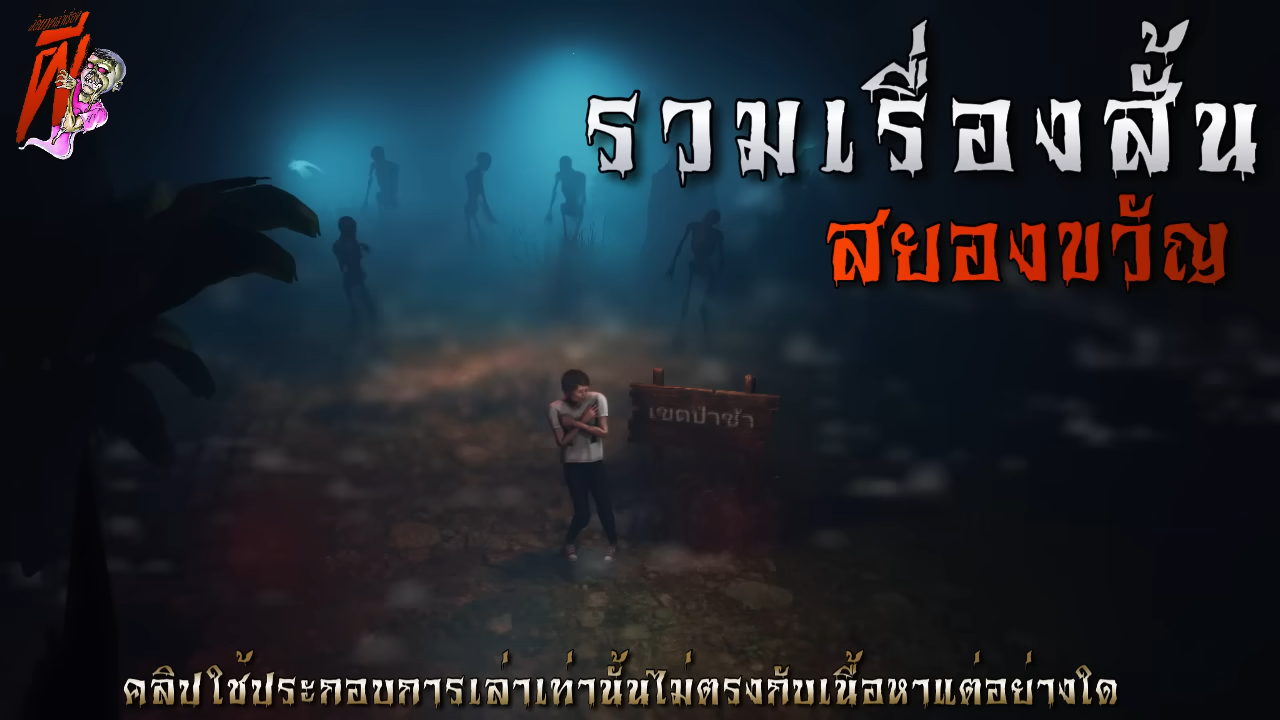 ผี
รวมเรื่องสั้น
สยองขวัญ
เขตป่าช้า
คลิปใช้ประกอบการเล่าเท่านั้นไม่ตรงกับเนื้อหาแต่อย่างใด